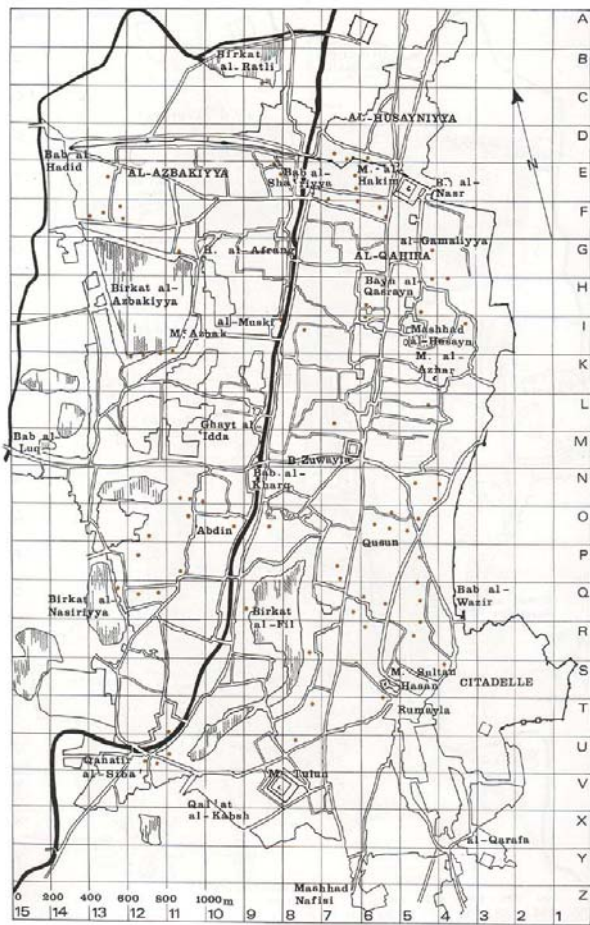 A
B
C
D
E
F
G
H
I
K
L
M
N
O
P
Q
R
S
T
U
V
X
Y
Z
Birkat
al-Ratli
AL-HUSAYNIYYA
N
Bab al-
Hadid
AL-AZBAKIYYA
Bab al-
Sha'riyya
M. al-
Hakim
B. al-
Nasr
al-Gamaliyya
R. al-Afrang
AL-QAHIRA
Birkat al-
Azbakiyya
Bayn al-
Qasrayn
al-Muski
M. Azbak
Mashhad
al-Husayn
M. al-
Azhar
Ghayt al-
Idda
Bab al-
Luq
B. Zuwayla
Bab al-
Kharq
Abdin
Qusun
Birkat al-
Nasiriyya
Birkat
al-Fil
Bab al-
Wazir
M. Sultan
Hasan
CITADELLE
Rumayla
Qanatir
al-Siba'
M. Tulun
Qal'at
al-Kabsh
al-Qarafa
Mashhad
Nafisi
0 200 400 600 800 1000m
15 14 13 12 11 10 9 8 7 6 5 4 3 2 1